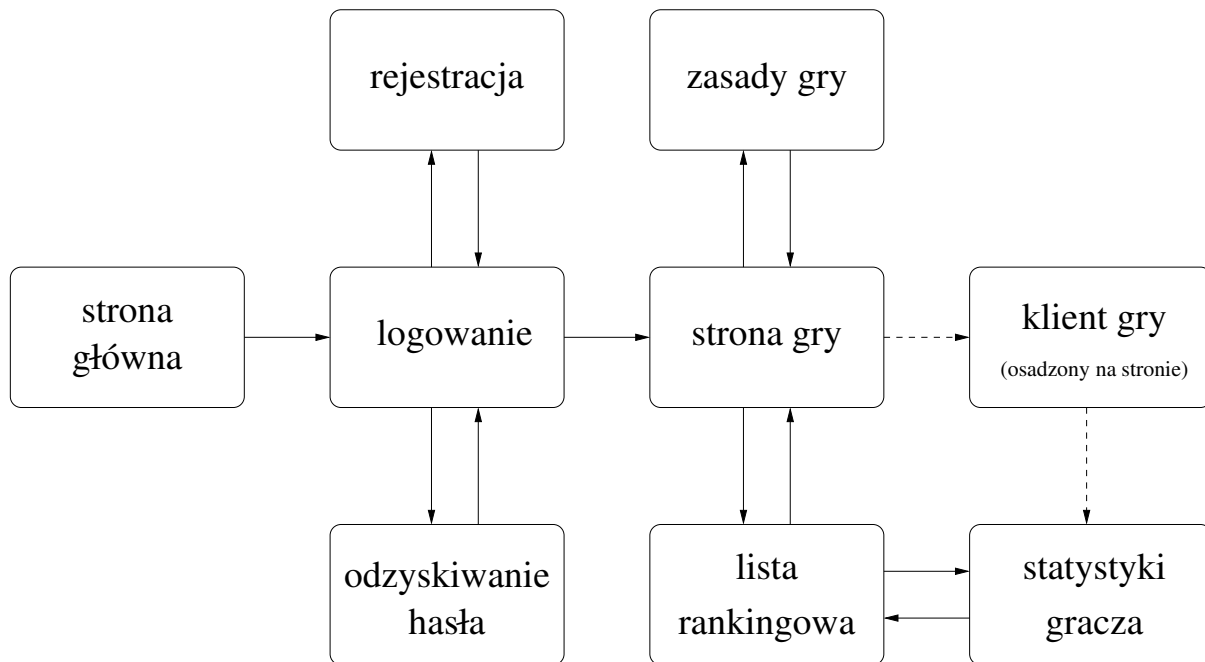 rejestracja
zasady gry
strona
główna
logowanie
strona gry
klient gry
(osadzony na stronie)
odzyskiwanie
hasła
lista
rankingowa
statystyki
gracza